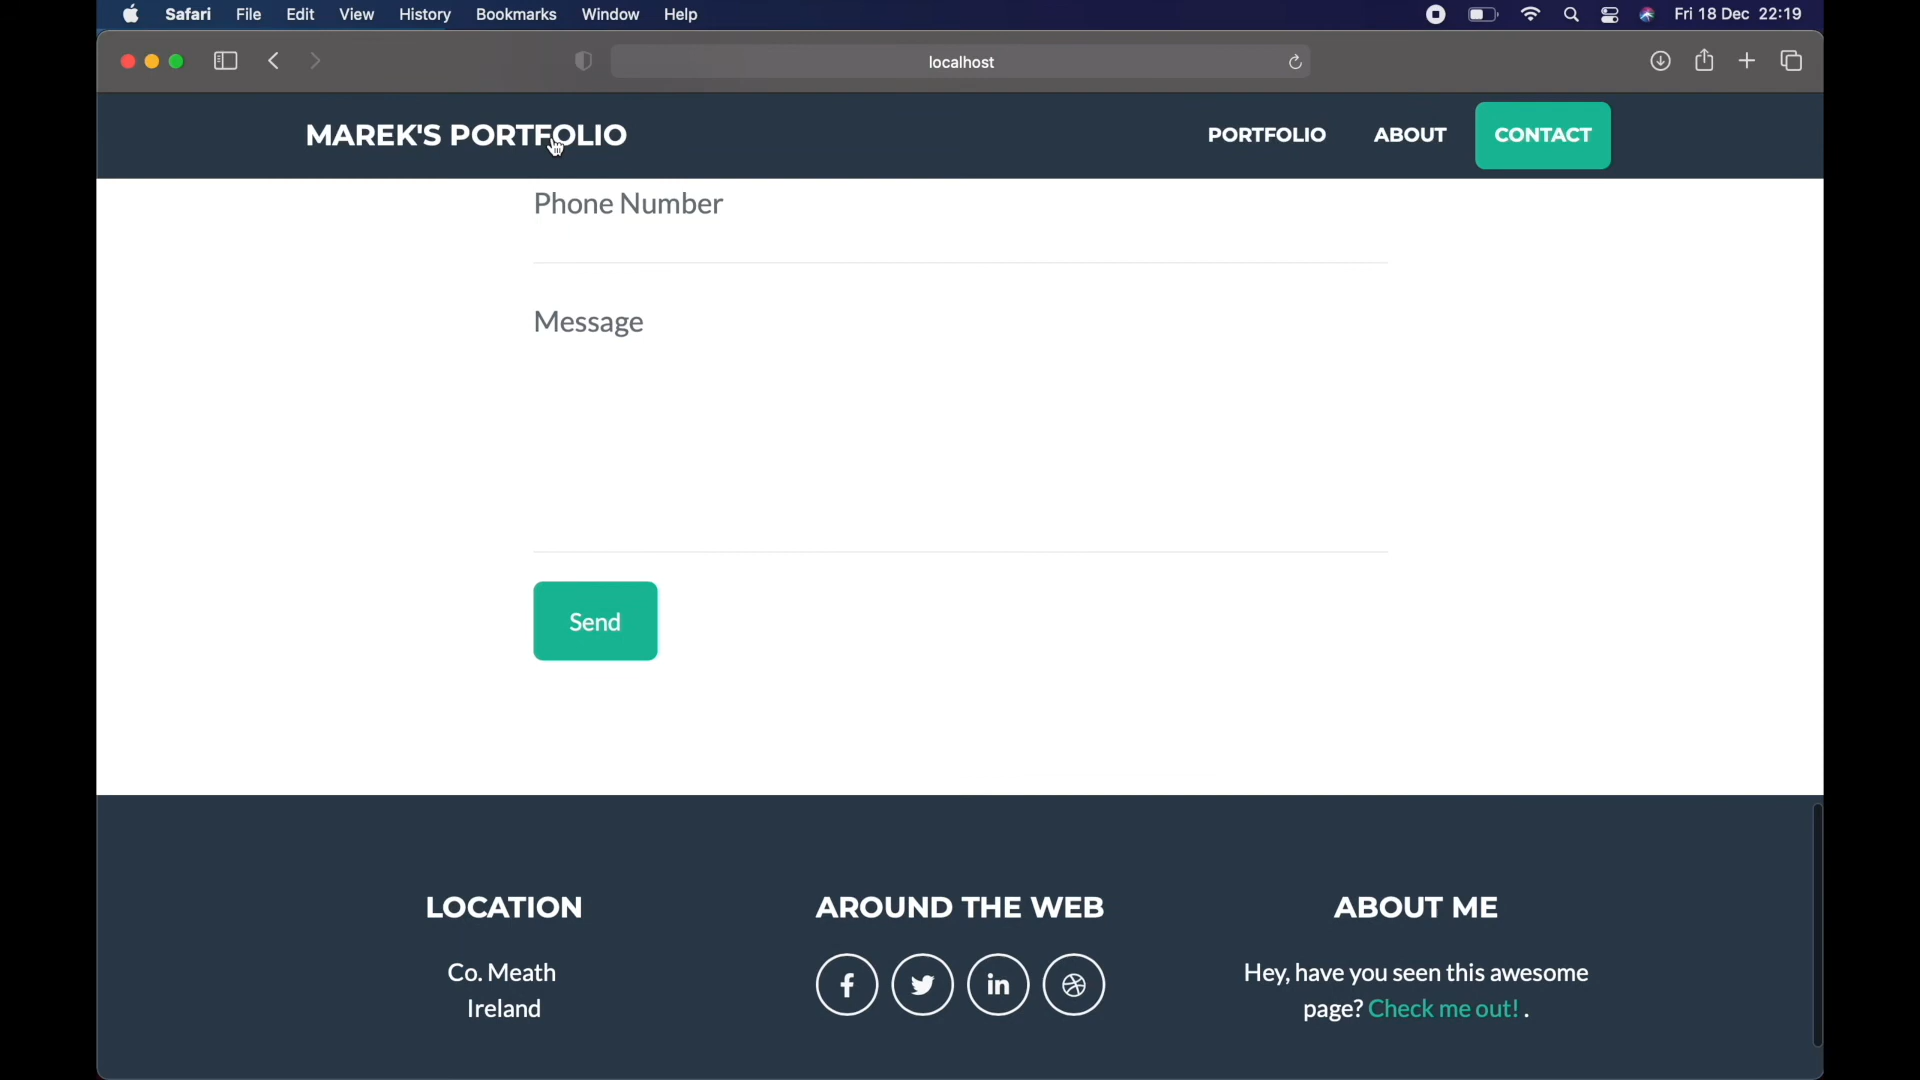 Safari File Edit View History Bookmarks Window Help Fri 18 Dec 22:19
localhost
MAREK'S PORTFOLIO PORTFOLIO ABOUT CONTACT
Phone Number
Message
Send
LOCATION
Co. Meath
Ireland
AROUND THE WEB
ABOUT ME
Hey, have you seen this awesome
page? Check me out! .